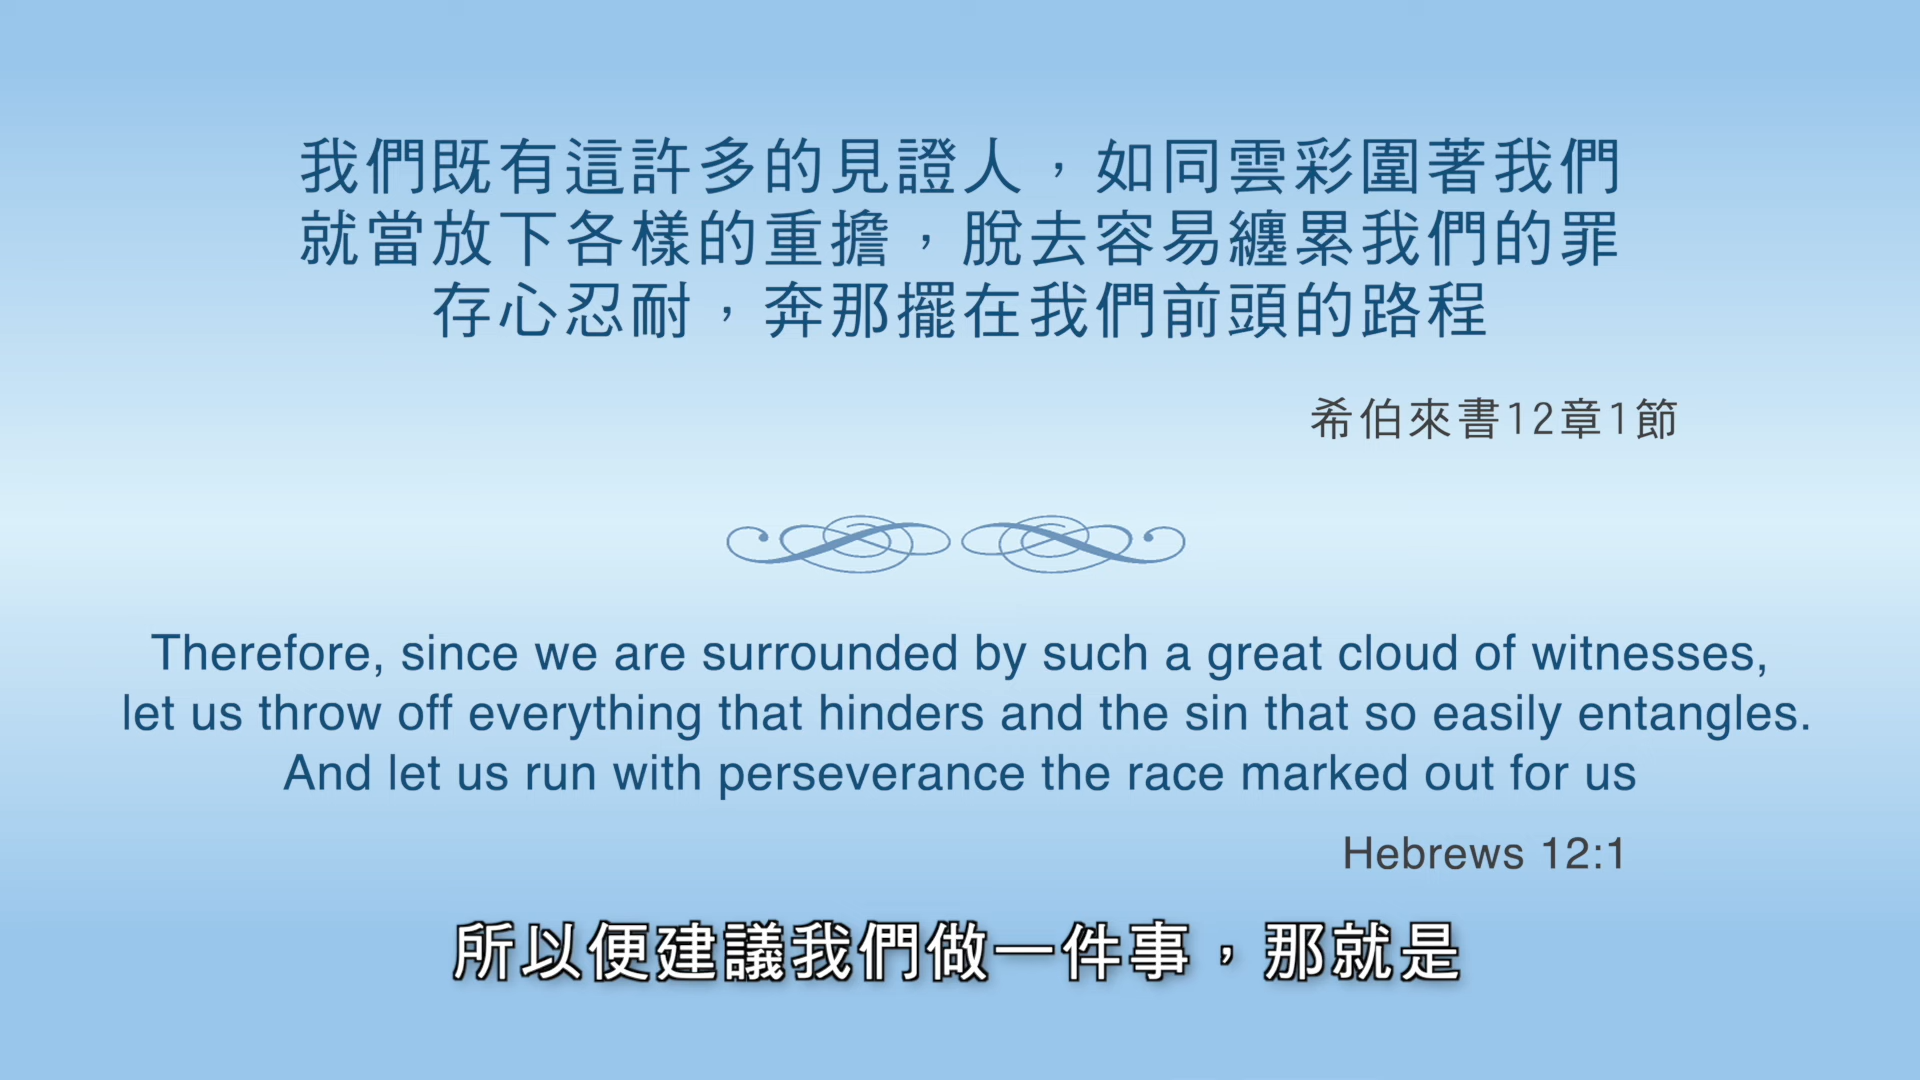 我們既有這許多的見證人，如同雲彩圍著我們
就當放下各樣的重擔，脫去容易纏累我們的罪
存心忍耐，奔那擺在我們前頭的路程
希伯來書12章1節
Therefore, since we are surrounded by such a great cloud of witnesses,
let us throw off everything that hinders and the sin that so easily entangles.
And let us run with perseverance the race marked out for us
Hebrews 12:1
所以便建議我們做一件事，那就是